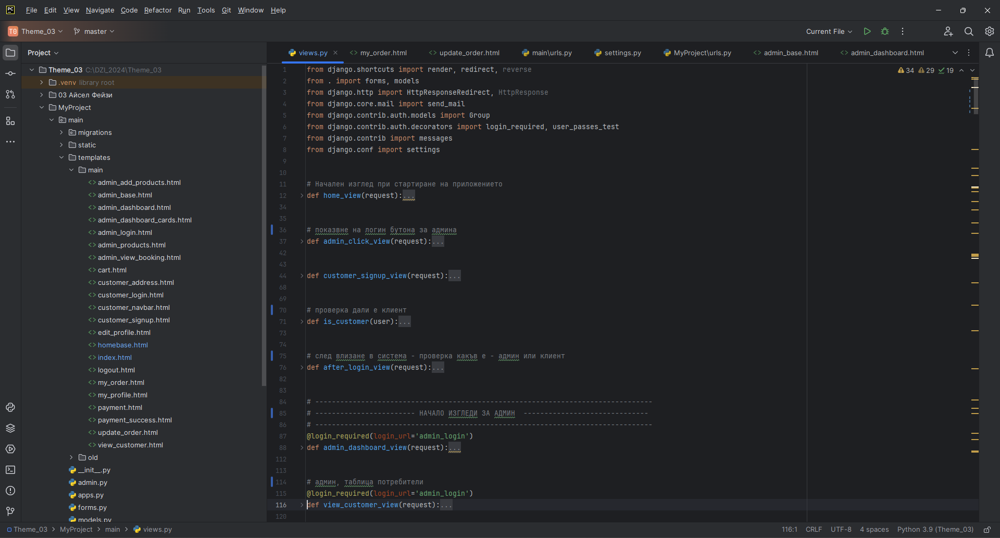 PC File Edit View Navigate Code Refactor Run Tools Git Window Help
T0 Theme_03 master Current File
Project
views.py my_order.html update_order.html main\urls.py settings.py MyProject\urls.py admin_base.html admin_dashboard.html
34 29 19
Theme_03 C:\DZI_2024\Theme_03
.venv library root
03 Айсел Фейзи
MyProject
main
migrations
static
templates
main
admin_add_products.html
admin_base.html
admin_dashboard.html
admin_dashboard_cards.html
admin_login.html
admin_products.html
admin_view_booking.html
cart.html
customer_address.html
customer_login.html
customer_navbar.html
customer_signup.html
edit_profile.html
homebase.html
index.html
logout.html
my_order.html
my_profile.html
payment.html
payment_success.html
update_order.html
view_customer.html
old
__init__.py
admin.py
apps.py
forms.py
models.py
1 from django.shortcuts import render, redirect, reverse
2 from . import forms, models
3 from django.http import HttpResponseRedirect, HttpResponse
4 from django.core.mail import send_mail
5 from django.contrib.auth.models import Group
6 from django.contrib.auth.decorators import login_required, user_passes_test
7 from django.contrib import messages
8 from django.conf import settings
9
10
11 # Начален изглед при стартиране на приложението
12 def home_view(request):...
34
35
36 # показвне на логин бутона за админа
37 def admin_click_view(request):...
42
43
44 def customer_signup_view(request):...
68
69
70 # проверка дали е клиент
71 def is_customer(user):...
73
74
75 # след влизане в система - проверка какъв е - админ или клиент
76 def after_login_view(request):...
82
83
84 # ---------------------------------------------------------------------------------
85 # ------------------------ НАЧАЛО ИЗГЛЕДИ ЗА АДМИН ------------------------------
86 # ---------------------------------------------------------------------------------
87 @login_required(login_url='admin_login')
88 def admin_dashboard_view(request):...
112
113
114 # админ, таблица потребители
115 @login_required(login_url='admin_login')
116 def view_customer_view(request):...
120
Theme_03 MyProject main views.py 116:1 CRLF UTF-8 4 spaces Python 3.9 (Theme_03)